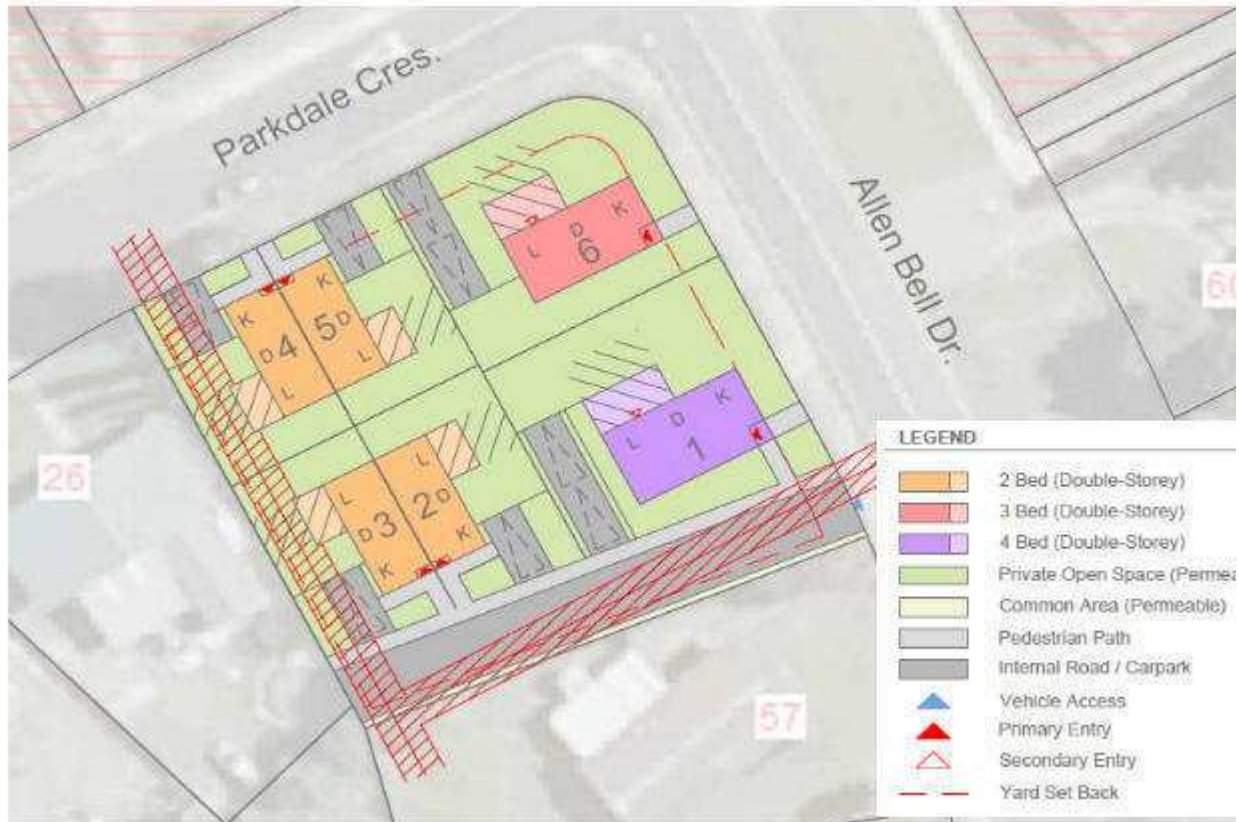 Parkdale Cres.
Allen Bell Dr.
K
D
L
6
K
K
D
4
5
D
L
L
60
K
L
D
1
26
L
L
D
3
2
D
K
K
57
LEGEND
2 Bed (Double-Storey)
3 Bed (Double-Storey)
4 Bed (Double-Storey)
Private Open Space (Permea
Common Area (Permeable)
Pedestrian Path
Internal Road / Carpark
Vehicle Access
Primary Entry
Secondary Entry
Yard Set Back